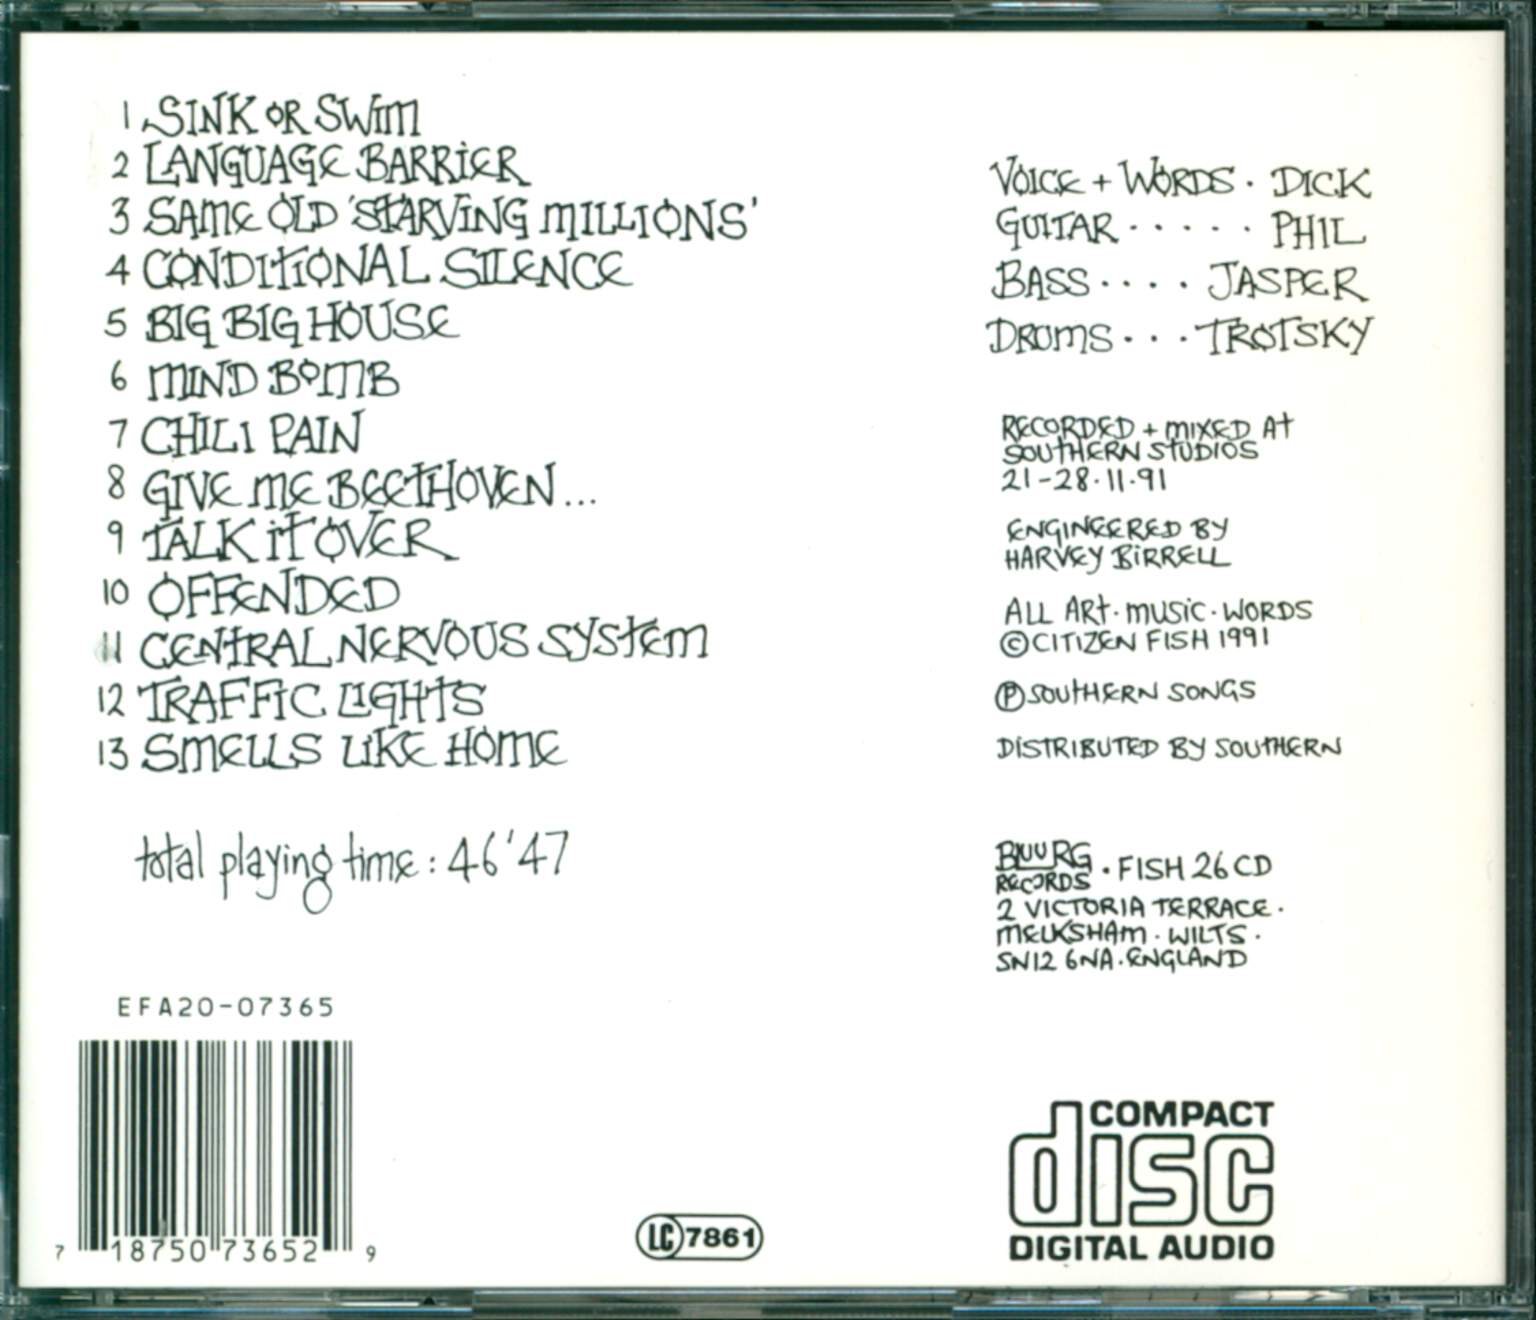 1 SINK OR SWIM
2 LANGUAGE BARRIER
3 SAME OLD 'STARVING MILLIONS'
4 CONDITIONAL SILENCE
5 BIG BIG HOUSE
6 MIND BOMB
7 CHILI PAIN
8 GIVE ME BEETHOVEN...
9 TALK IT OVER
10 OFFENDED
11 CENTRAL NERVOUS SYSTEM
12 TRAFFIC LIGHTS
13 SMELLS LIKE HOME
total playing time : 46'47
VOICE + WORDS · DICK
GUITAR · · · · · PHIL
BASS · · · · JASPER
DRUMS · · · TROTSKY
RECORDED + MIXED AT
SOUTHERN STUDIOS
21-28·11·91
ENGINEERED BY
HARVEY BIRRELL
ALL ART · MUSIC · WORDS
© CITIZEN FISH 1991
Ⓟ SOUTHERN SONGS
DISTRIBUTED BY SOUTHERN
BLUURG RECORDS · FISH 26 CD
2 VICTORIA TERRACE ·
MELKSHAM · WILTS ·
SN12 6NA · ENGLAND
EFA20-07365
7 18750 73652 9
LC 7861
COMPACT
disc
DIGITAL AUDIO